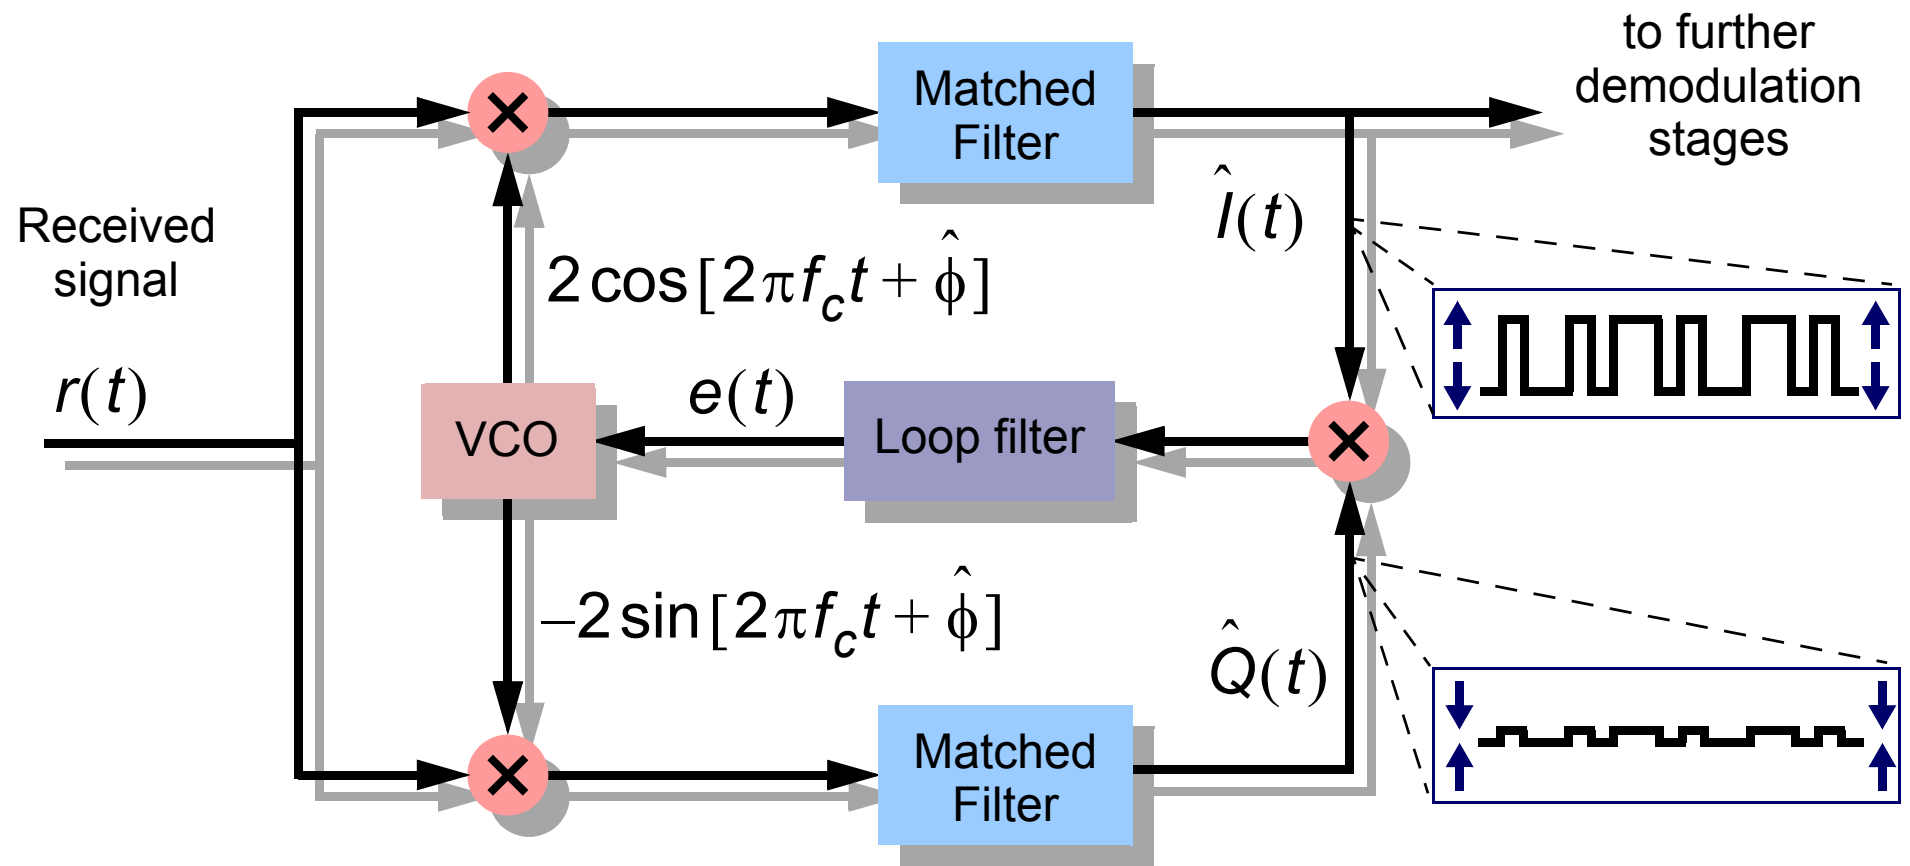 to further
demodulation
stages
Matched
Filter
Received
signal
Î(t)
2 cos [2πf_c t + φ̂]
r(t)
e(t)
VCO
Loop filter
–2 sin [2πf_c t + φ̂]
Q̂(t)
Matched
Filter